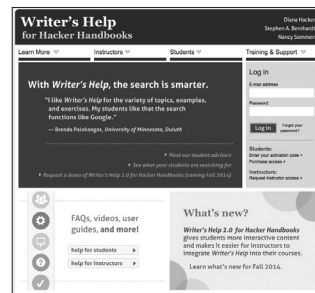 Writer's Help
for Hacker Handbooks
Diana Hacker
Stephen A. Bernhardt
Nancy Sommers
Learn More
Instructors
Students
Training & Support
With Writer's Help, the search is smarter.
"I like Writer's Help for the variety of topics, examples,
and exercises. My students like that the search
functions like Google."
— Brenda Paiokangas, University of Minnesota, Duluth
Meet our student advisors
See what your students are searching for
Request a demo of Writer's Help 2.0 for Hacker Handbooks (coming Fall 2014)
Log in
E-mail address
Password
Log in
Forgot your
password?
Students:
Enter your activation code >
Purchase access >
Instructors:
Request instructor access >
FAQs, videos, user
guides, and more!
help for students
help for instructors
What's new?
Writer's Help 2.0 for Hacker Handbooks
gives students more interactive content
and makes it easier for instructors to
integrate Writer's Help into their courses.
Learn what's new for Fall 2014.